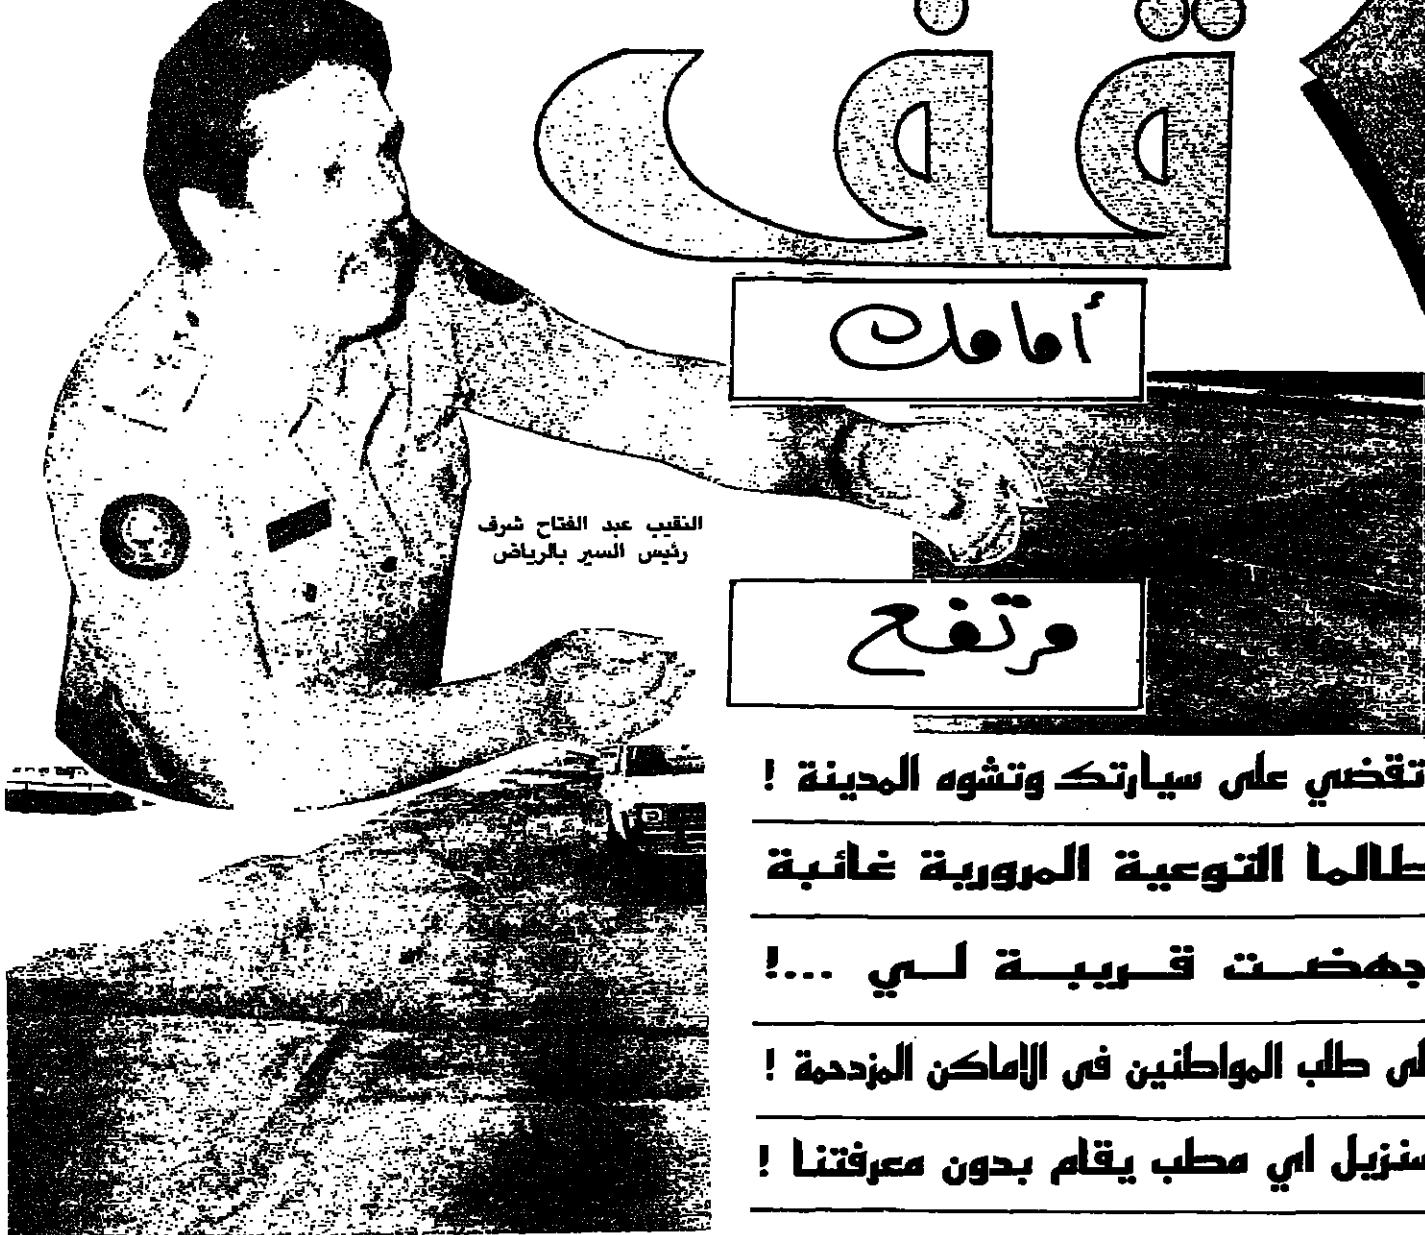 قف
أمامك
النقيب عبد الفتاح شرف
رئيس السير بالرياض
مرتفع
تقضي على سيارتك وتشوه المدينة !
طالما التوعية المرورية غائبة
جهضت قريبة لي ...!
طلب المواطنين في الاماكن المزدحمة !
سنزيل اي مطب يقام بدون معرفتنا !